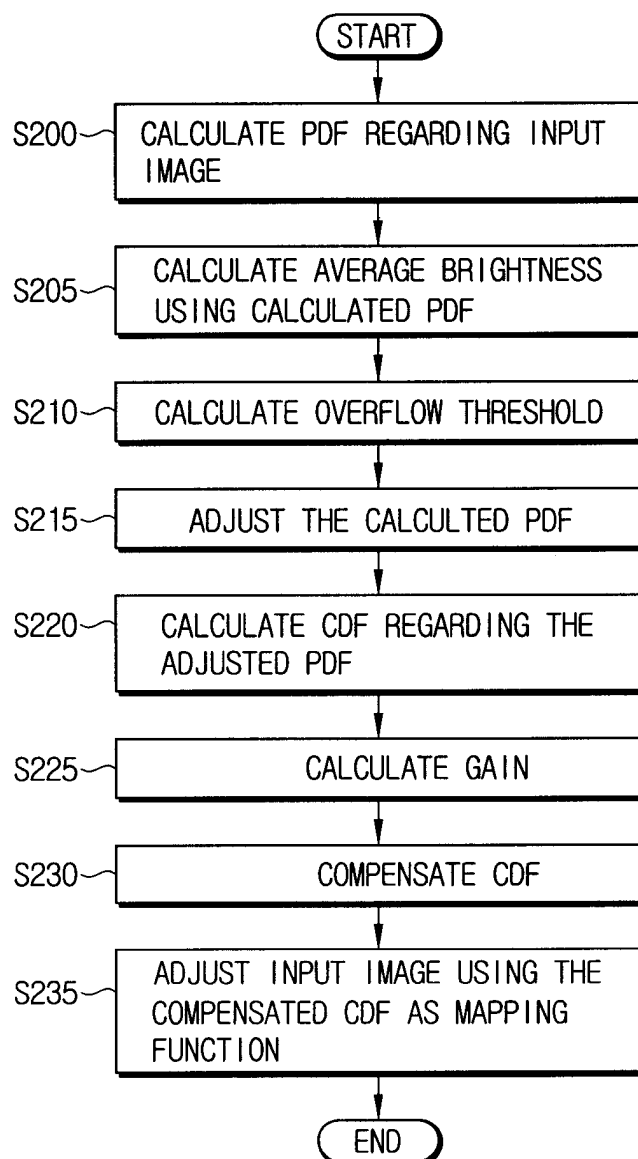 START
S200
CALCULATE PDF REGARDING INPUT
IMAGE
S205
CALCULATE AVERAGE BRIGHTNESS
USING CALCULATED PDF
S210
CALCULATE OVERFLOW THRESHOLD
S215
ADJUST THE CALCULTED PDF
S220
CALCULATE CDF REGARDING THE
ADJUSTED PDF
S225
CALCULATE GAIN
S230
COMPENSATE CDF
S235
ADJUST INPUT IMAGE USING THE
COMPENSATED CDF AS MAPPING
FUNCTION
END